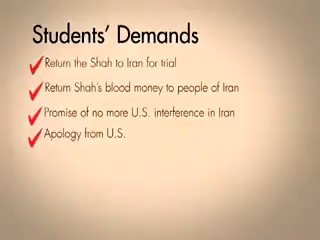 Students' Demands
Return the Shah to Iran for trial
Return Shah's blood money to people of Iran
Promise of no more U.S. interference in Iran
Apology from U.S.